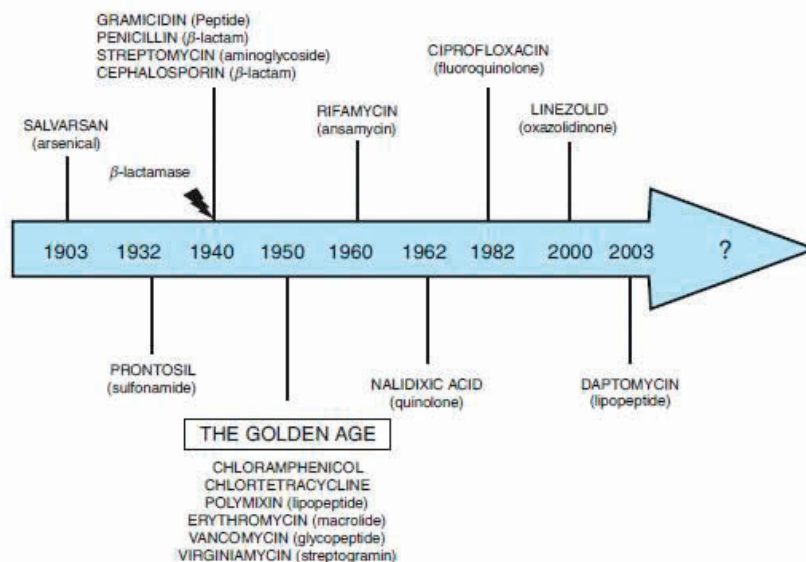 GRAMICIDIN (Peptide)
PENICILLIN (β-lactam)
STREPTOMYCIN (aminoglycoside)
CEPHALOSPORIN (β-lactam)
CIPROFLOXACIN
(fluoroquinolone)
SALVARSAN
(arsenical)
RIFAMYCIN
(ansamycin)
LINEZOLID
(oxazolidinone)
β-lactamase
1903 1932 1940 1950 1960 1962 1982 2000 2003 ?
PRONTOSIL
(sulfonamide)
NALIDIXIC ACID
(quinolone)
DAPTOMYCIN
(lipopeptide)
THE GOLDEN AGE
CHLORAMPHENICOL
CHLORTETRACYCLINE
POLYMIXIN (lipopeptide)
ERYTHROMYCIN (macrolide)
VANCOMYCIN (glycopeptide)
VIRGINIAMYCIN (streptogramin)